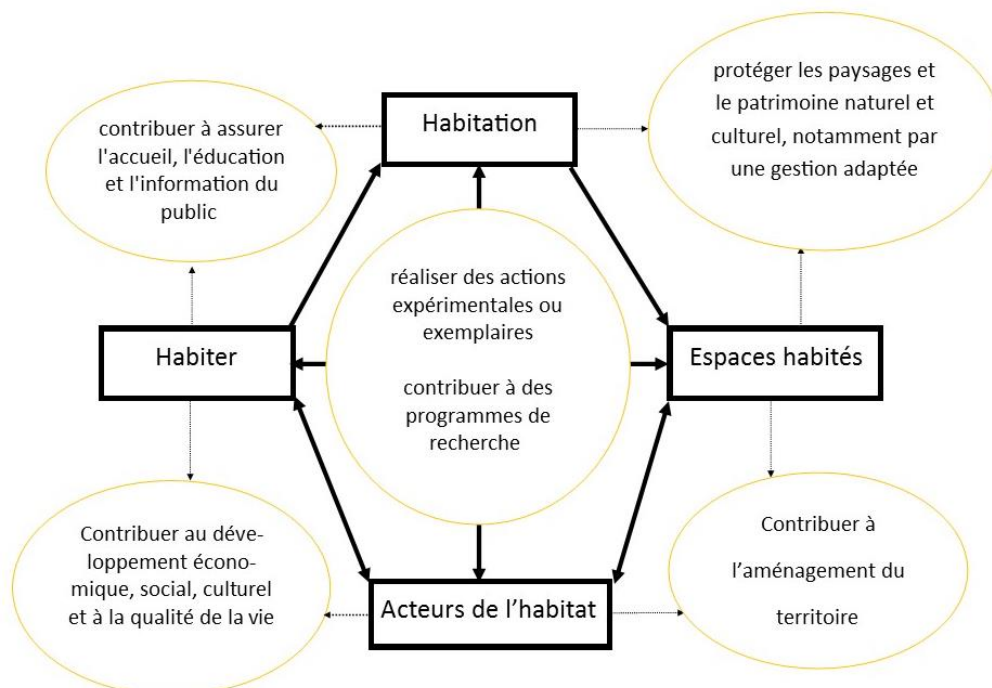 protéger les paysages et
le patrimoine naturel et
culturel, notamment par
une gestion adaptée
Habitation
contribuer à assurer
l'accueil, l'éducation
et l'information du
public
réaliser des actions
expérimentales ou
exemplaires
contribuer à des
programmes de
recherche
Habiter
Espaces habités
Contribuer au déve-
loppement écono-
mique, social, culturel
et à la qualité de la vie
Acteurs de l’habitat
Contribuer à
l’aménagement du
territoire